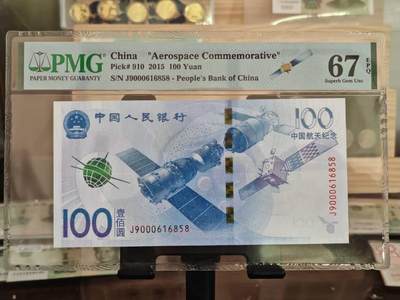 PMG
PAPER MONEY GUARANTY
China "Aerospace Commemorative"
Pick# 910 2015 100 Yuan
S/N J9000616858 - People's Bank of China
67 EPQ
Superb Gem Unc
中国人民银行
100
中国航天纪念
100 壹佰圆
J9000616858